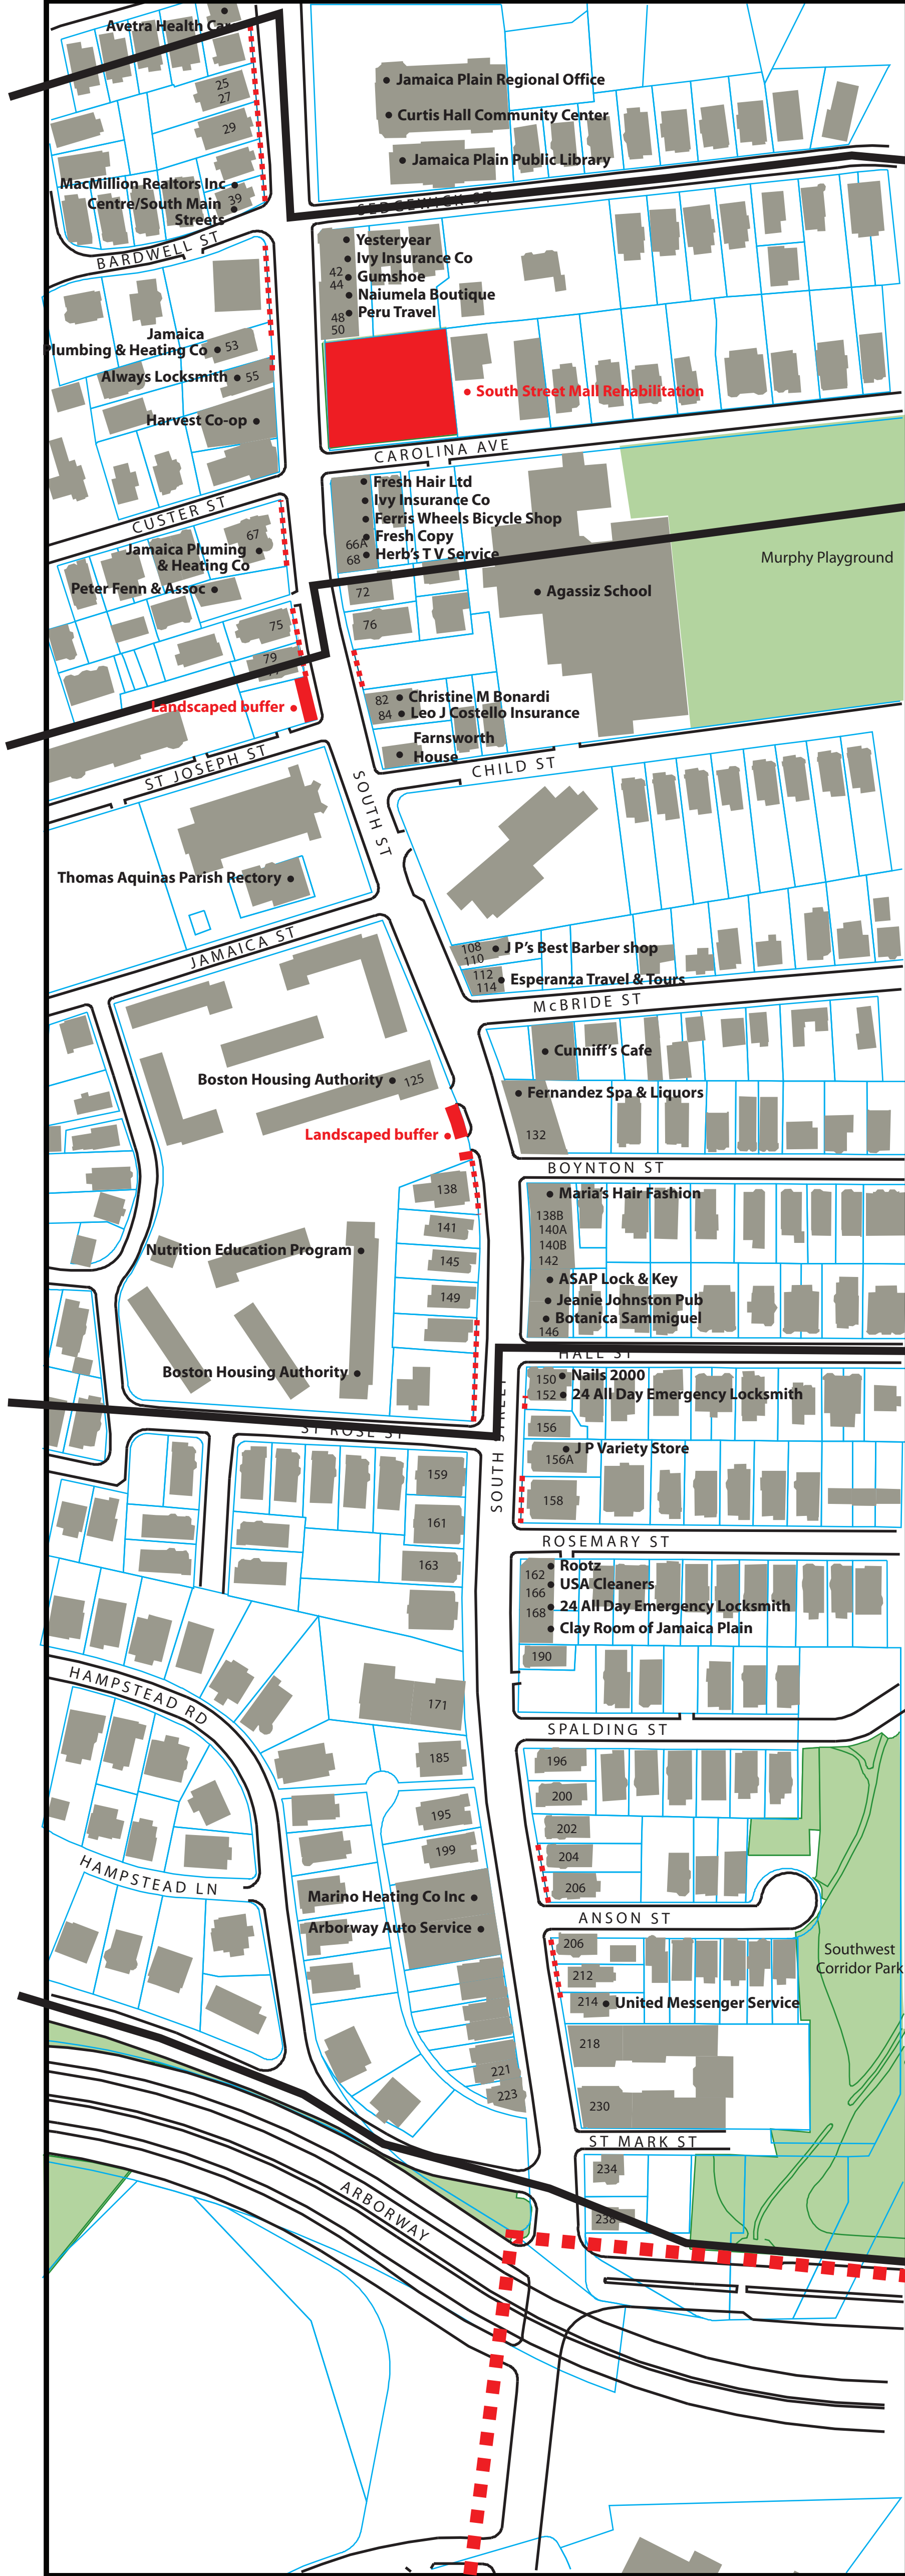 Avetra Health Car
25
27
29
Jamaica Plain Regional Office
Curtis Hall Community Center
Jamaica Plain Public Library
MacMillion Realtors Inc
Centre/South Main
Streets
39
SEDGEWICK ST
BARDWELL ST
Yesteryear
Ivy Insurance Co
42
Gumshoe
44
Naiumela Boutique
48
Peru Travel
50
Jamaica
Plumbing & Heating Co
53
Always Locksmith
55
Harvest Co-op
South Street Mall Rehabilitation
CAROLINA AVE
CUSTER ST
Fresh Hair Ltd
Ivy Insurance Co
Ferris Wheels Bicycle Shop
Fresh Copy
66A
Herb's T V Service
68
67
Jamaica Pluming
& Heating Co
Peter Fenn & Assoc
72
76
75
79
Agassiz School
Murphy Playground
Landscaped buffer
82
Christine M Bonardi
84
Leo J Costello Insurance
Farnsworth
House
ST JOSEPH ST
SOUTH ST
CHILD ST
Thomas Aquinas Parish Rectory
JAMAICA ST
108
J P's Best Barber shop
110
112
Esperanza Travel & Tours
114
McBRIDE ST
Cunniff's Cafe
Boston Housing Authority
125
Fernandez Spa & Liquors
132
Landscaped buffer
BOYNTON ST
138
141
145
149
Maria's Hair Fashion
138B
140A
140B
142
ASAP Lock & Key
Jeanie Johnston Pub
Botanica Sammiguel
146
Nutrition Education Program
Boston Housing Authority
HALL ST
150
Nails 2000
152
24 All Day Emergency Locksmith
156
J P Variety Store
156A
158
ST ROSE ST
SOUTH STREET
159
161
163
ROSEMARY ST
162
Rootz
166
USA Cleaners
168
24 All Day Emergency Locksmith
Clay Room of Jamaica Plain
190
171
HAMPSTEAD RD
SPALDING ST
185
195
199
196
200
202
204
206
HAMPSTEAD LN
Marino Heating Co Inc
Arborway Auto Service
ANSON ST
206
212
214
United Messenger Service
218
230
Southwest
Corridor Park
221
223
ST MARK ST
234
238
ARBORWAY